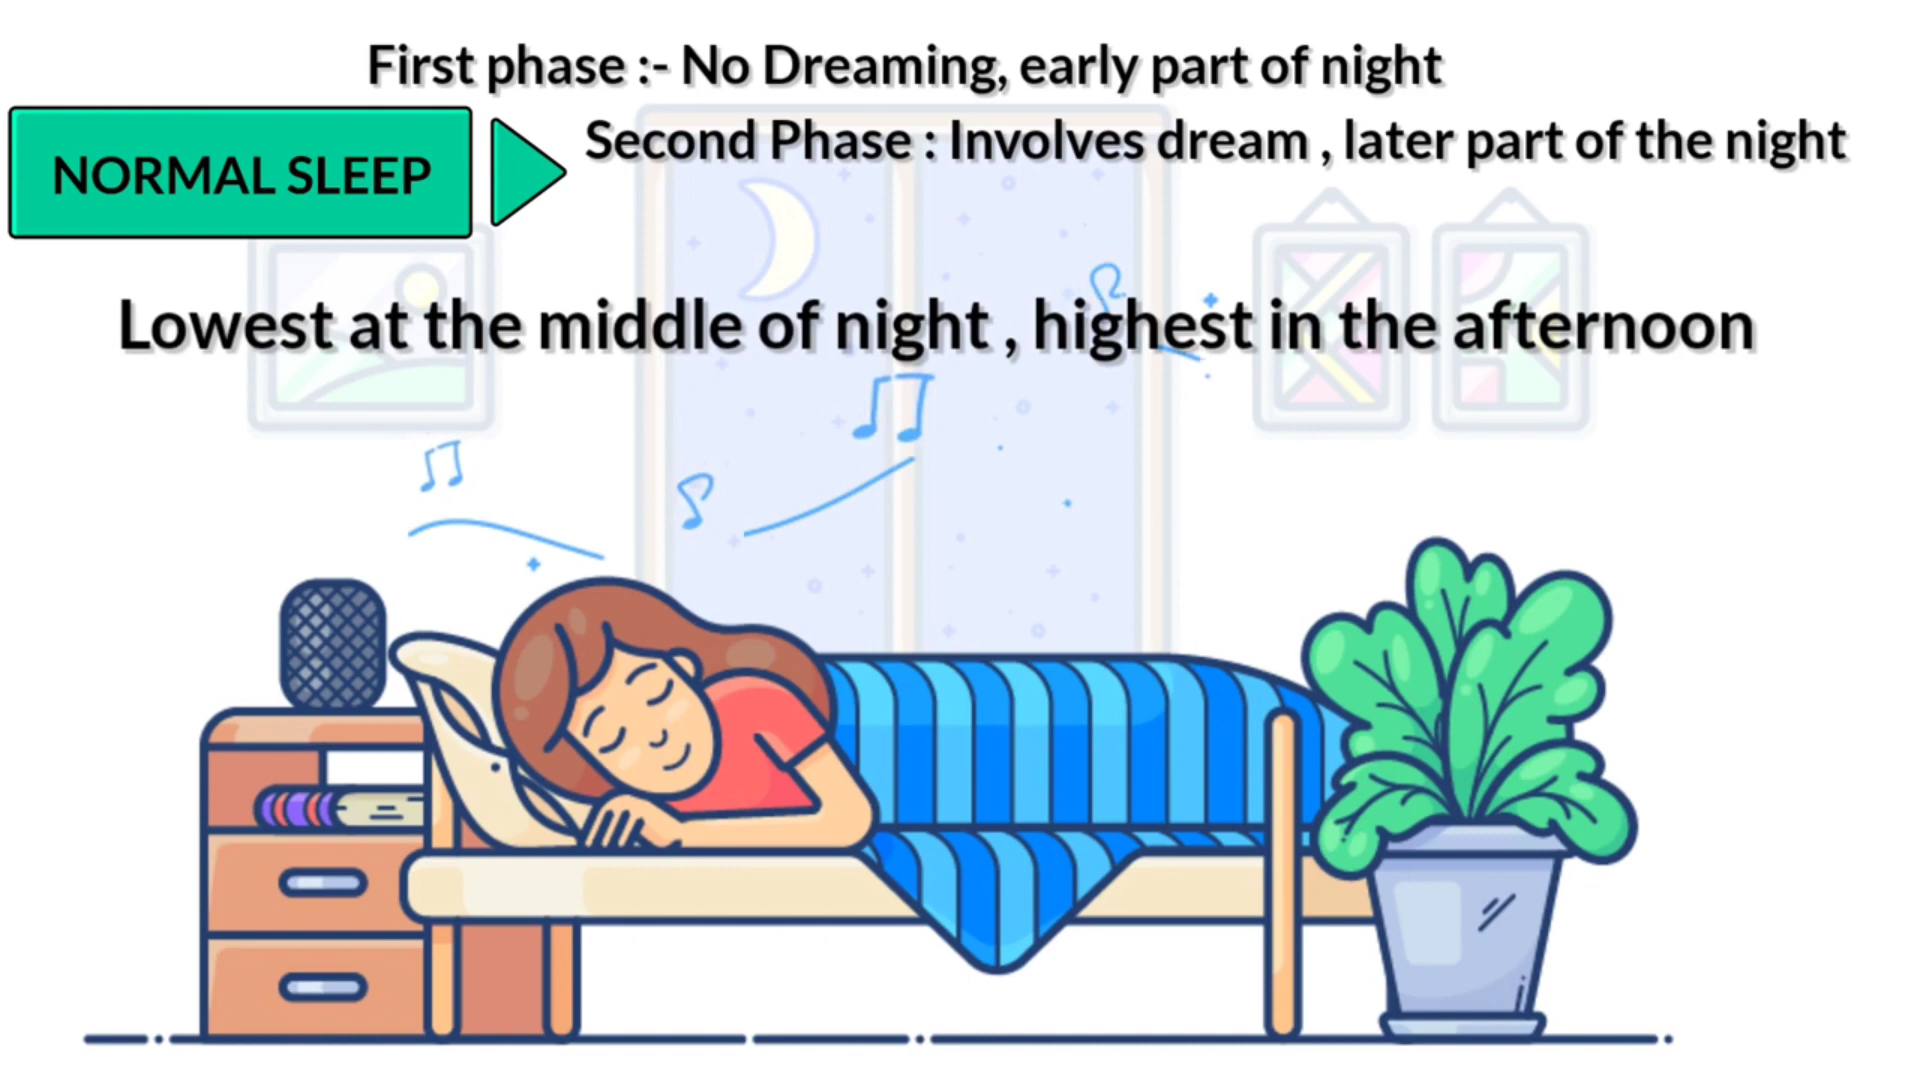 First phase :- No Dreaming, early part of night
NORMAL SLEEP
Second Phase : Involves dream , later part of the night
Lowest at the middle of night , highest in the afternoon